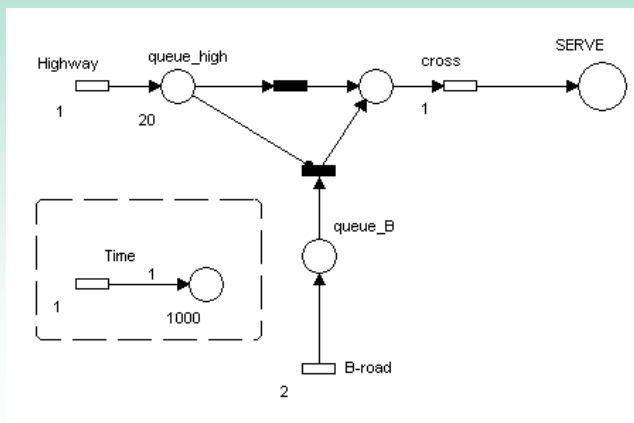 SERVE
queue_high
cross
Highway
1
20
1
queue_B
Time
1
1
1000
B-road
2